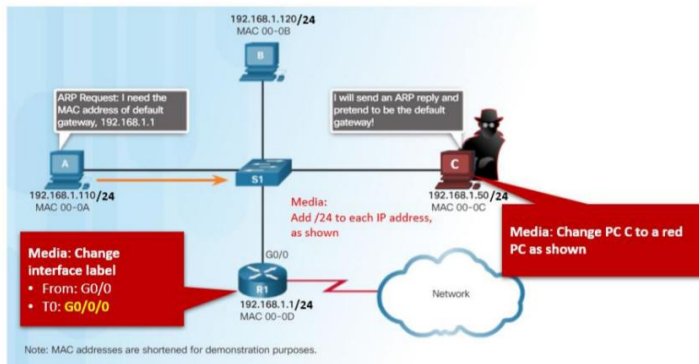 192.168.1.120/24
MAC 00-0B
B
ARP Request: I need the
MAC address of default
gateway, 192.168.1.1
I will send an ARP reply and
pretend to be the default
gateway!
A
S1
C
192.168.1.110/24
MAC 00-0A
Media:
Add /24 to each IP address,
as shown
192.168.1.50/24
MAC 00-0C
Media: Change PC C to a red
PC as shown
Media: Change
interface label
• From: G0/0
• T0: G0/0/0
G0/0
R1
192.168.1.1/24
MAC 00-0D
Network
Note: MAC addresses are shortened for demonstration purposes.